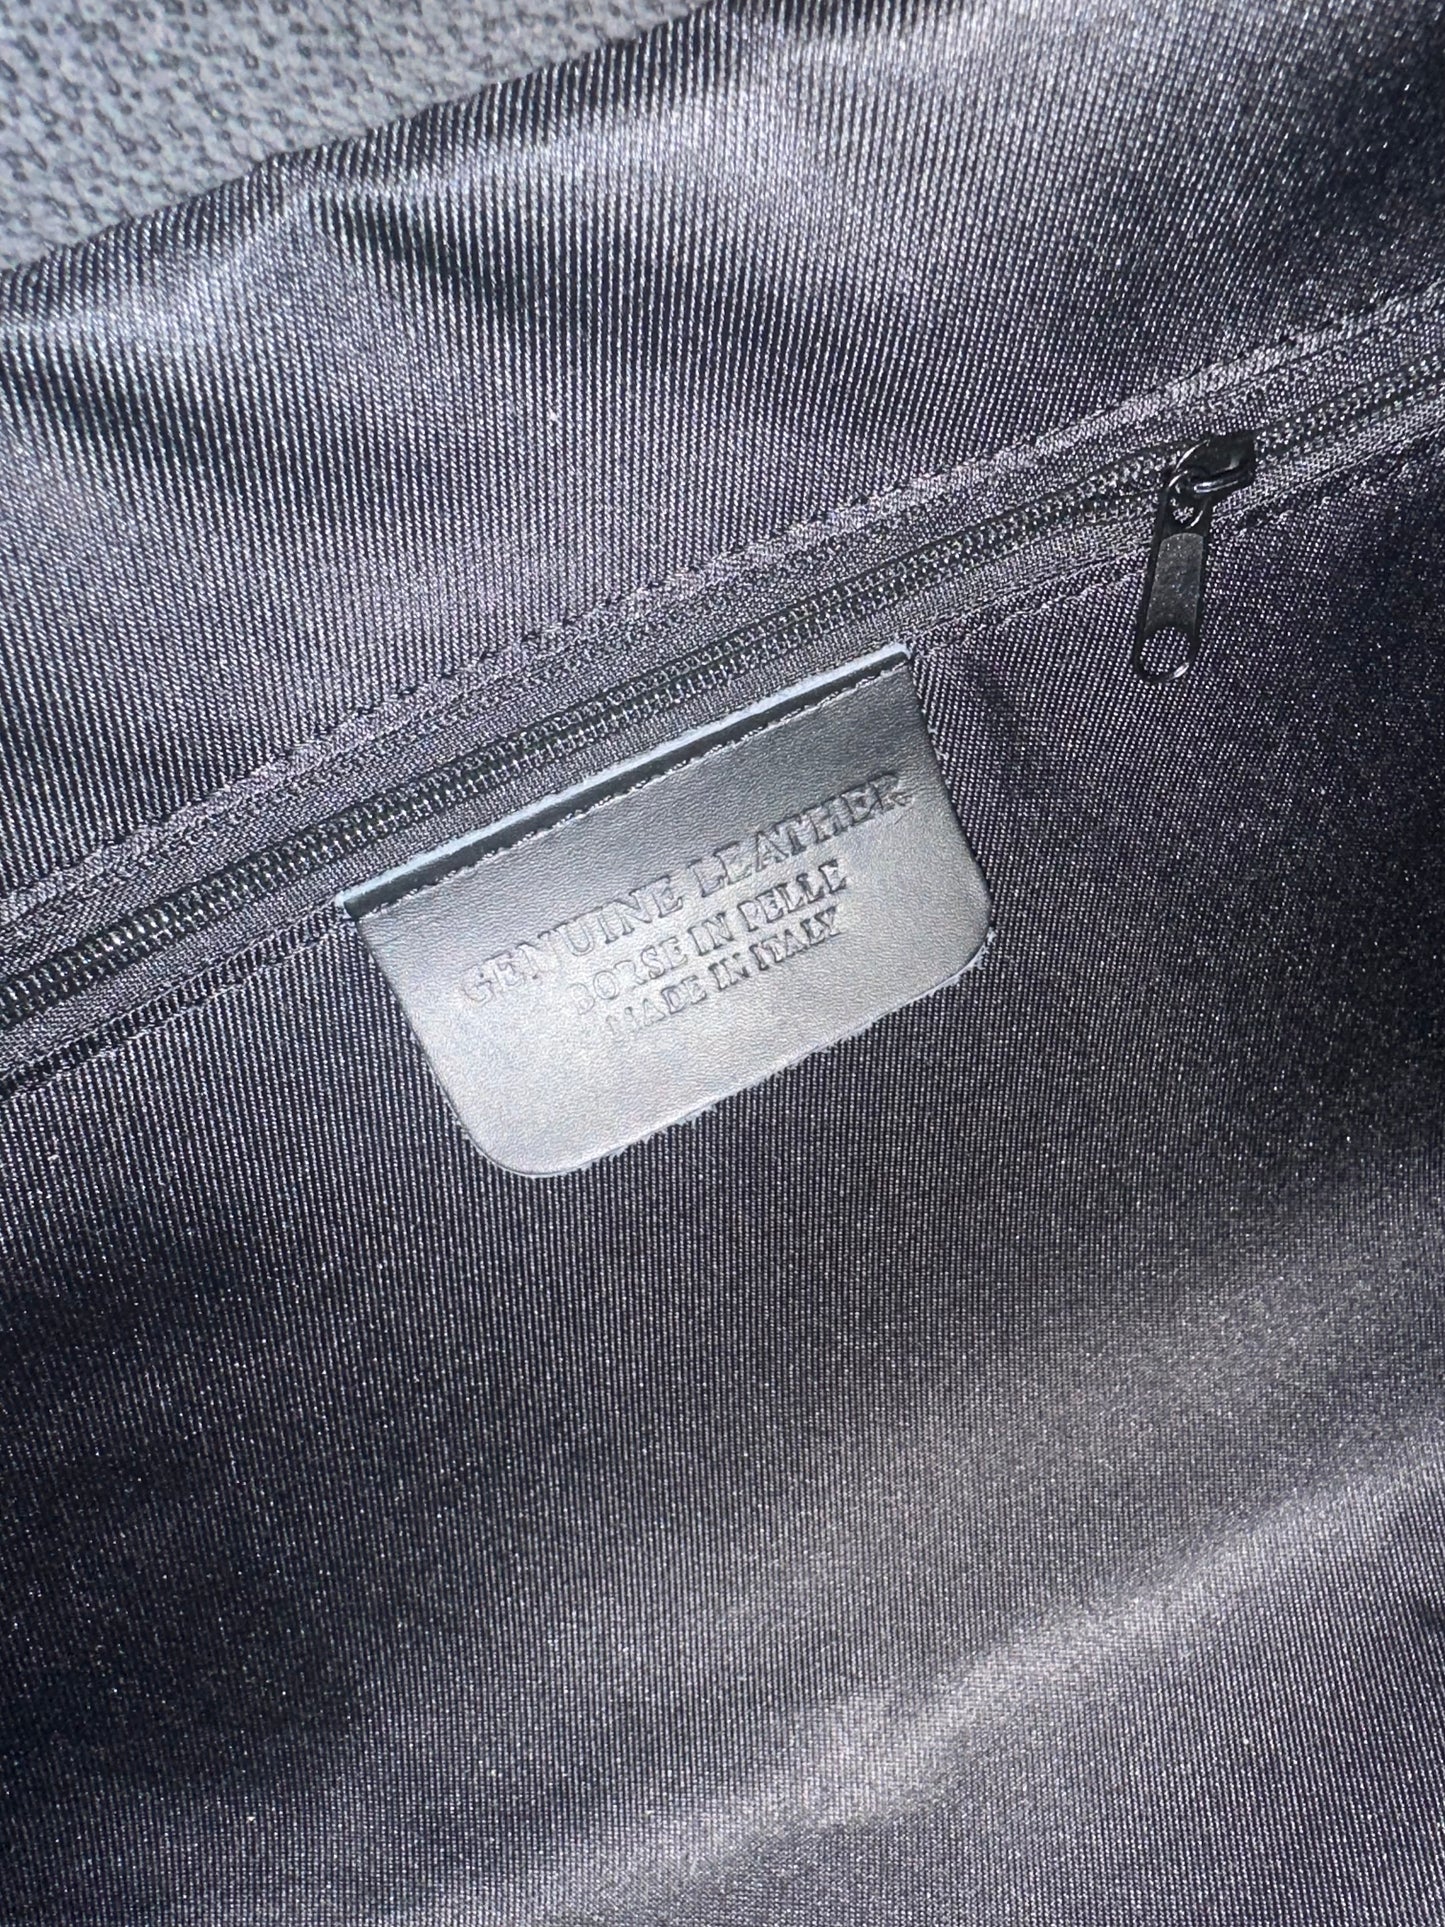 GENUINE LEATHER
BORSE IN PELLE
MADE IN ITALY